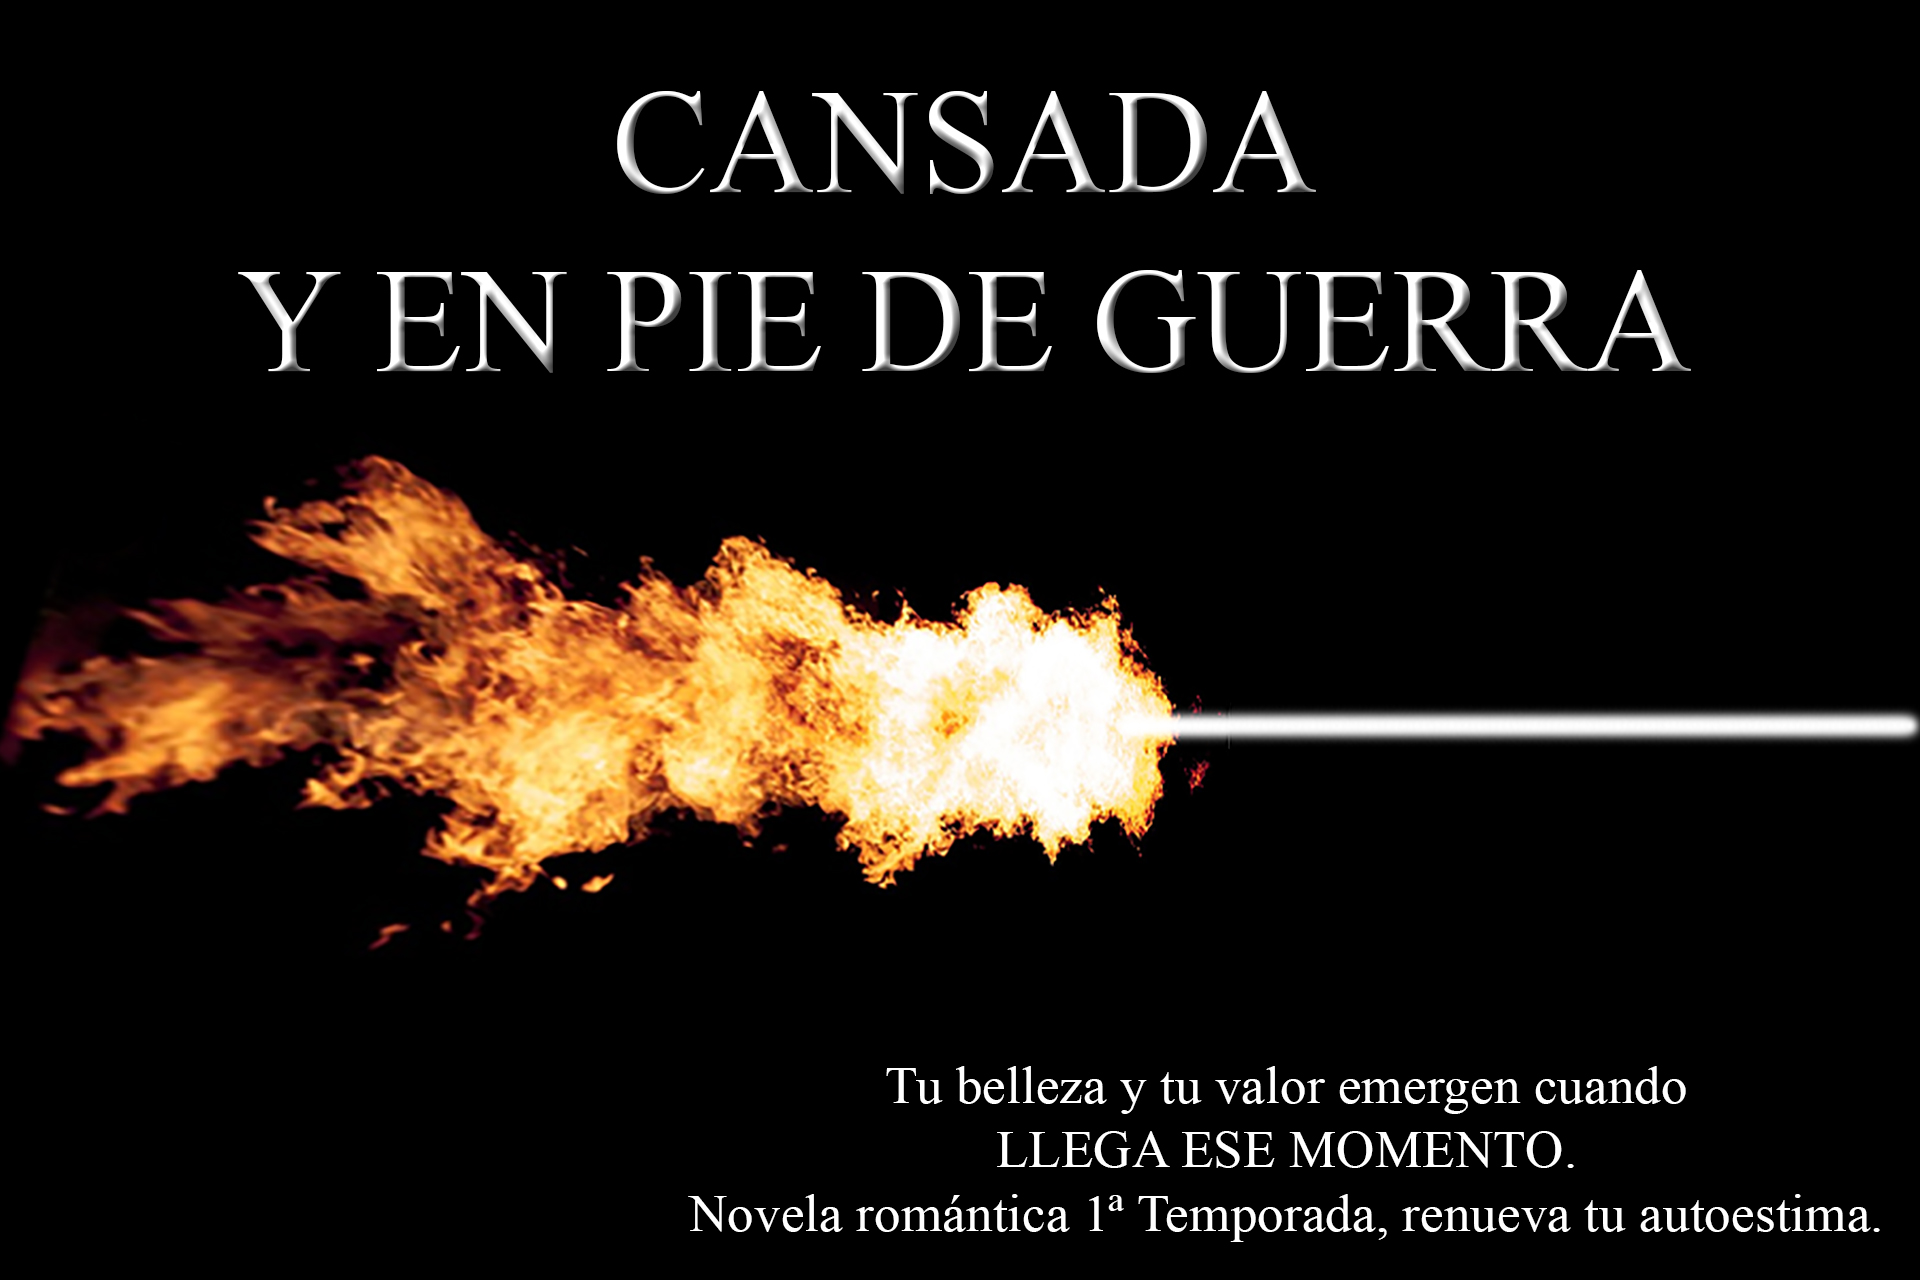 CANSADA
Y EN PIE DE GUERRA
Tu belleza y tu valor emergen cuando
LLEGA ESE MOMENTO.
Novela romántica 1ª Temporada, renueva tu autoestima.